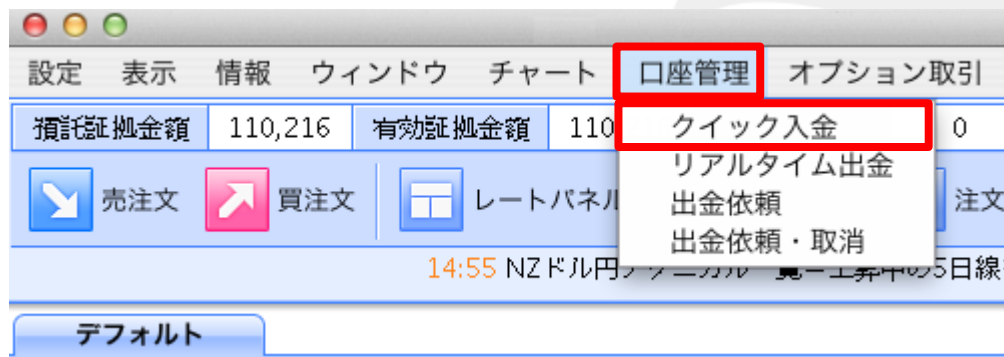 設定 表示 情報 ウィンドウ チャート 口座管理 オプション取引
預託証拠金額 110,216 有効証拠金額 110 0
クイック入金
リアルタイム出金
出金依頼
出金依頼・取消
売注文 買注文 レートパネル 注文
14:55 NZドル円 5日線
デフォルト